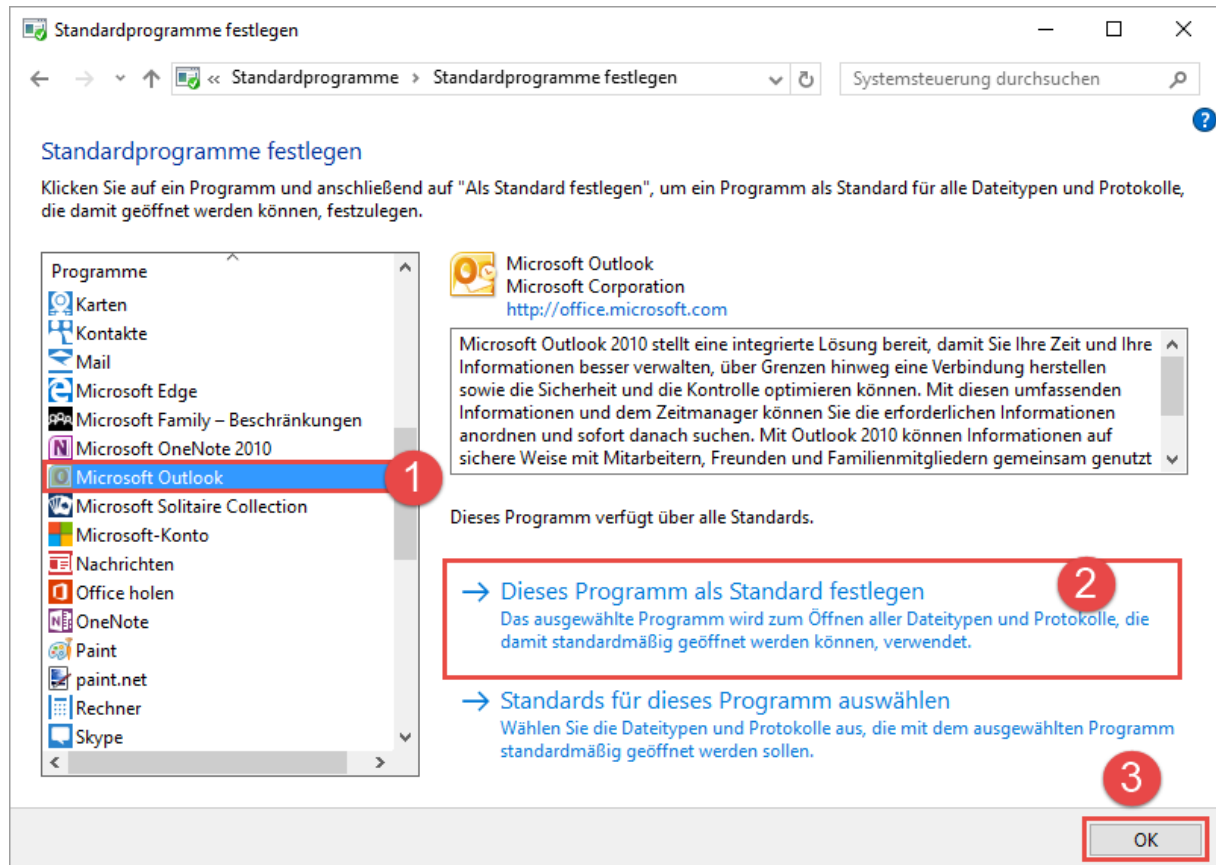 Standardprogramme festlegen
« Standardprogramme > Standardprogramme festlegen
Systemsteuerung durchsuchen
?
Standardprogramme festlegen
Klicken Sie auf ein Programm und anschließend auf "Als Standard festlegen", um ein Programm als Standard für alle Dateitypen und Protokolle,
die damit geöffnet werden können, festzulegen.
Programme
Karten
Kontakte
Mail
Microsoft Edge
Microsoft Family – Beschränkungen
Microsoft OneNote 2010
Microsoft Outlook
1
Microsoft Solitaire Collection
Microsoft-Konto
Nachrichten
Office holen
OneNote
Paint
paint.net
Rechner
Skype
Microsoft Outlook
Microsoft Corporation
http://office.microsoft.com
Microsoft Outlook 2010 stellt eine integrierte Lösung bereit, damit Sie Ihre Zeit und Ihre
Informationen besser verwalten, über Grenzen hinweg eine Verbindung herstellen
sowie die Sicherheit und die Kontrolle optimieren können. Mit diesen umfassenden
Informationen und dem Zeitmanager können Sie die erforderlichen Informationen
anordnen und sofort danach suchen. Mit Outlook 2010 können Informationen auf
sichere Weise mit Mitarbeitern, Freunden und Familienmitgliedern gemeinsam genutzt
Dieses Programm verfügt über alle Standards.
Dieses Programm als Standard festlegen
2
Das ausgewählte Programm wird zum Öffnen aller Dateitypen und Protokolle, die
damit standardmäßig geöffnet werden können, verwendet.
Standards für dieses Programm auswählen
Wählen Sie die Dateitypen und Protokolle aus, die mit dem ausgewählten Programm
standardmäßig geöffnet werden sollen.
3
OK